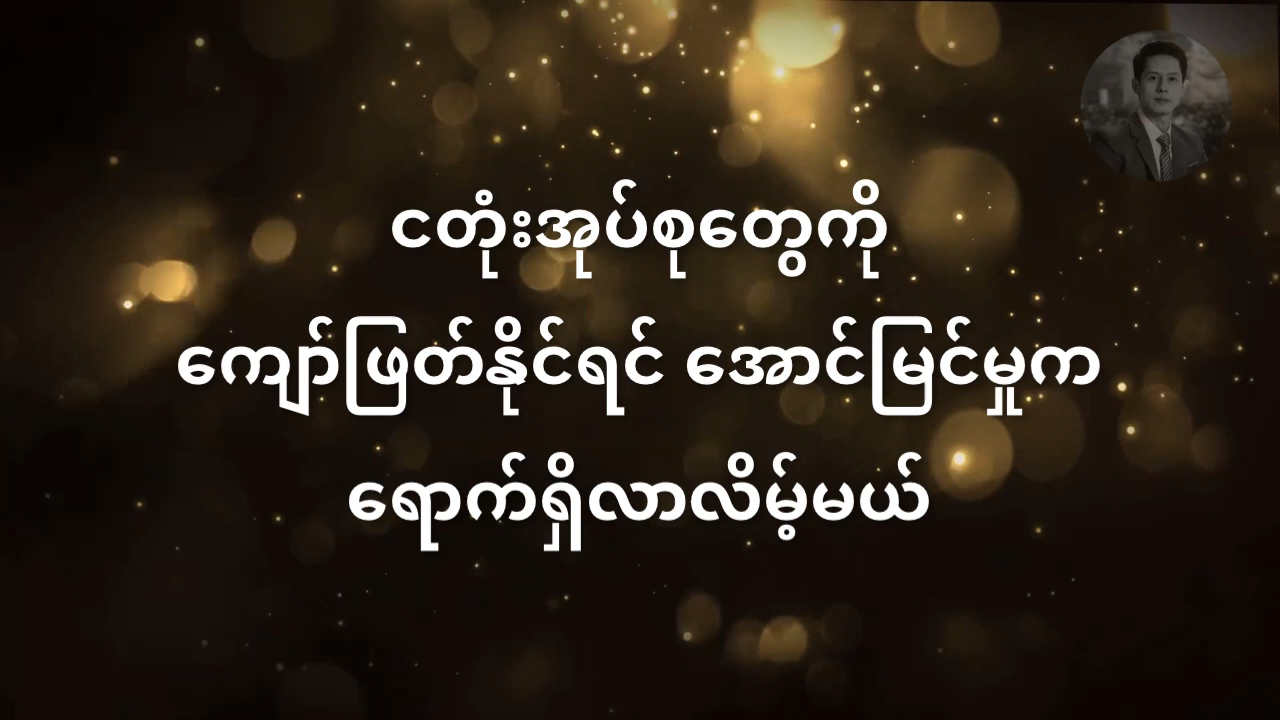 ငတုံးအုပ်စုတွေကို
ကျော်ဖြတ်နိုင်ရင် အောင်မြင်မှုက
ရောက်ရှိလာလိမ့်မယ်